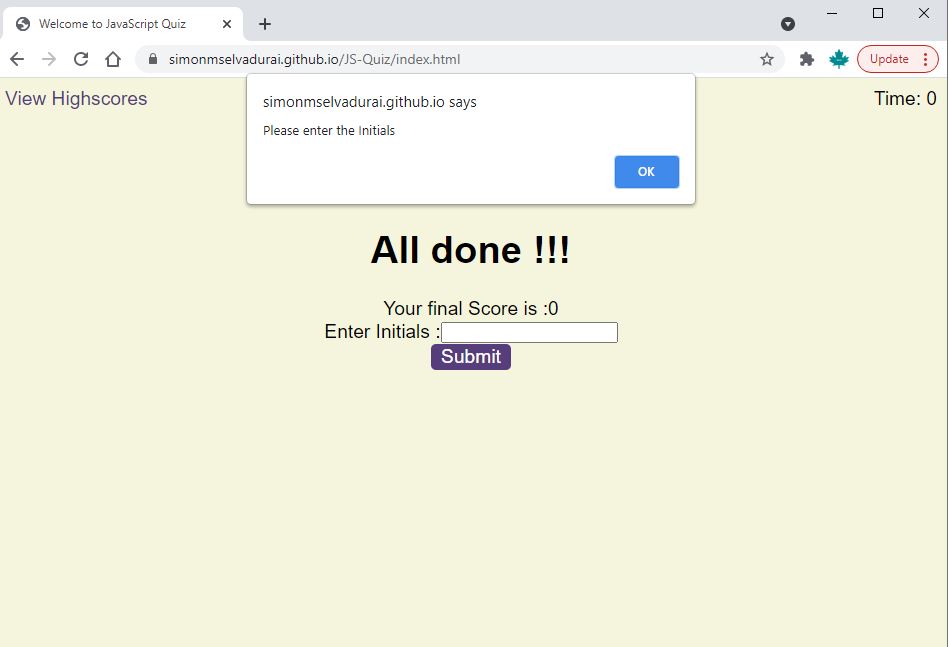 Welcome to JavaScript Quiz
simonmselvadurai.github.io/JS-Quiz/index.html
Update
View Highscores
Time: 0
simonmselvadurai.github.io says
Please enter the Initials
OK
All done !!!
Your final Score is :0
Enter Initials :
Submit